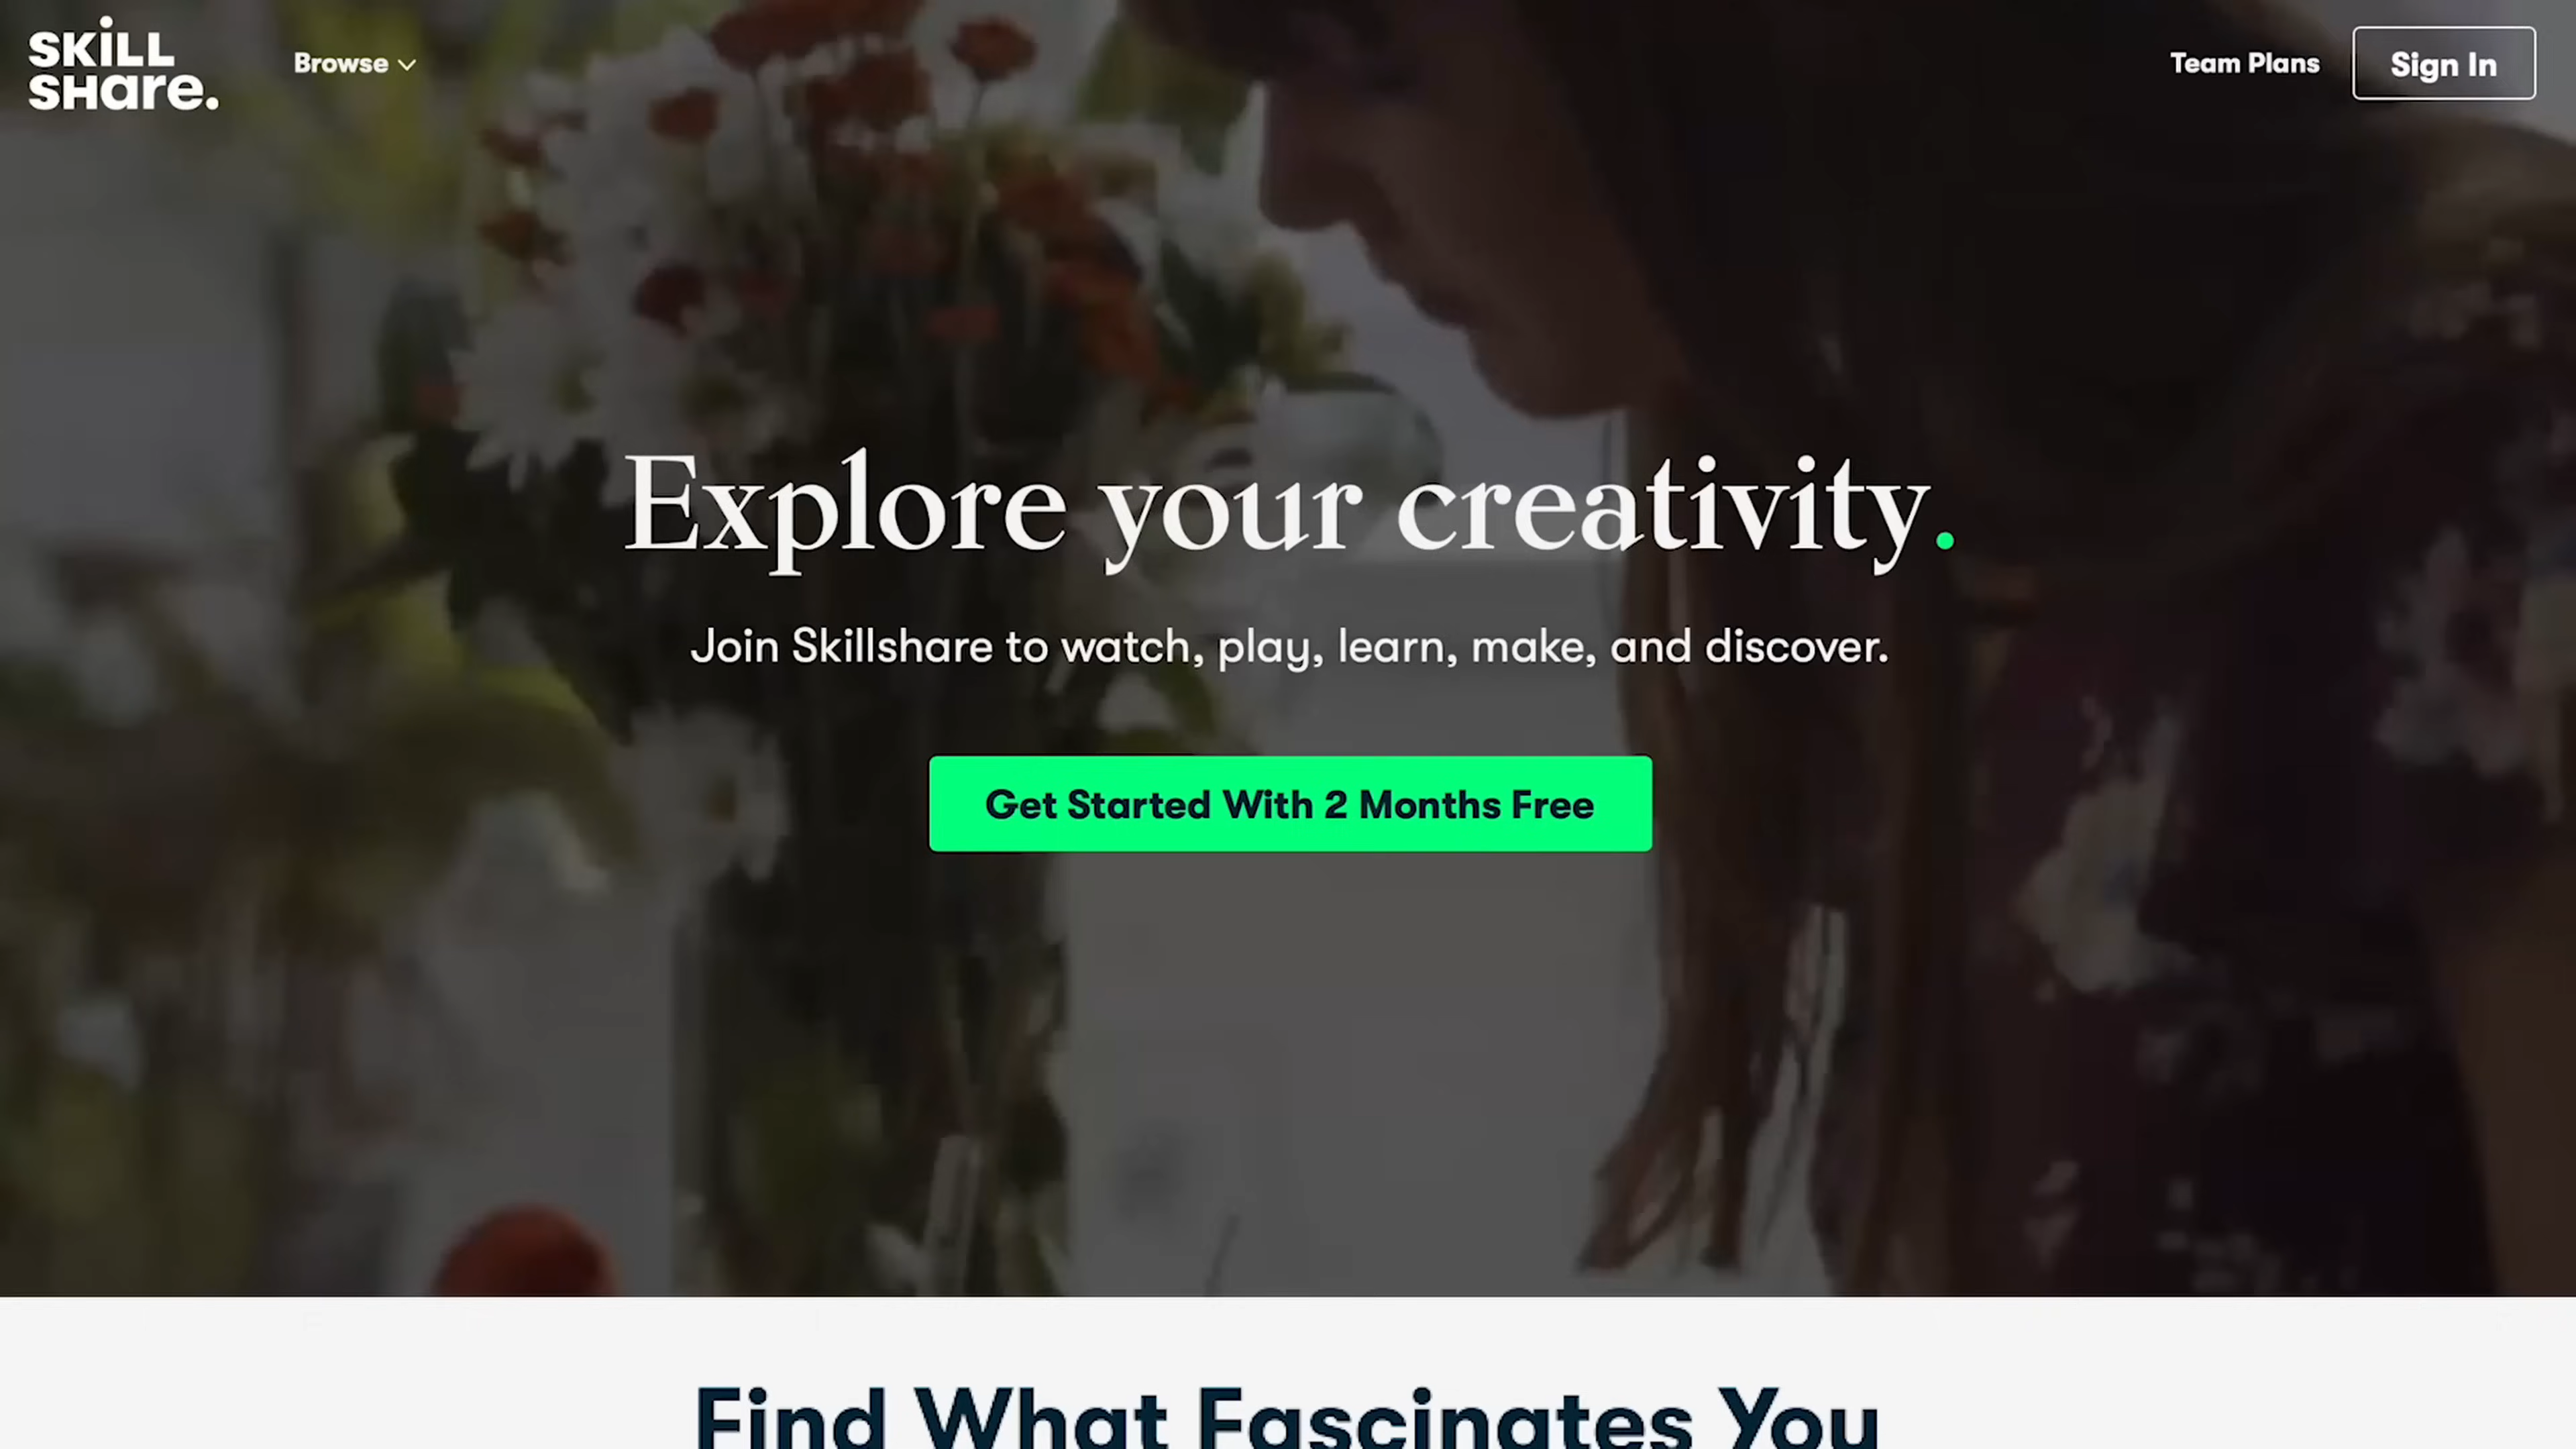 SKiLL
SHare.
Browse
Team Plans
Sign In
Explore your creativity.
Join Skillshare to watch, play, learn, make, and discover.
Get Started With 2 Months Free
Find What Fascinates You